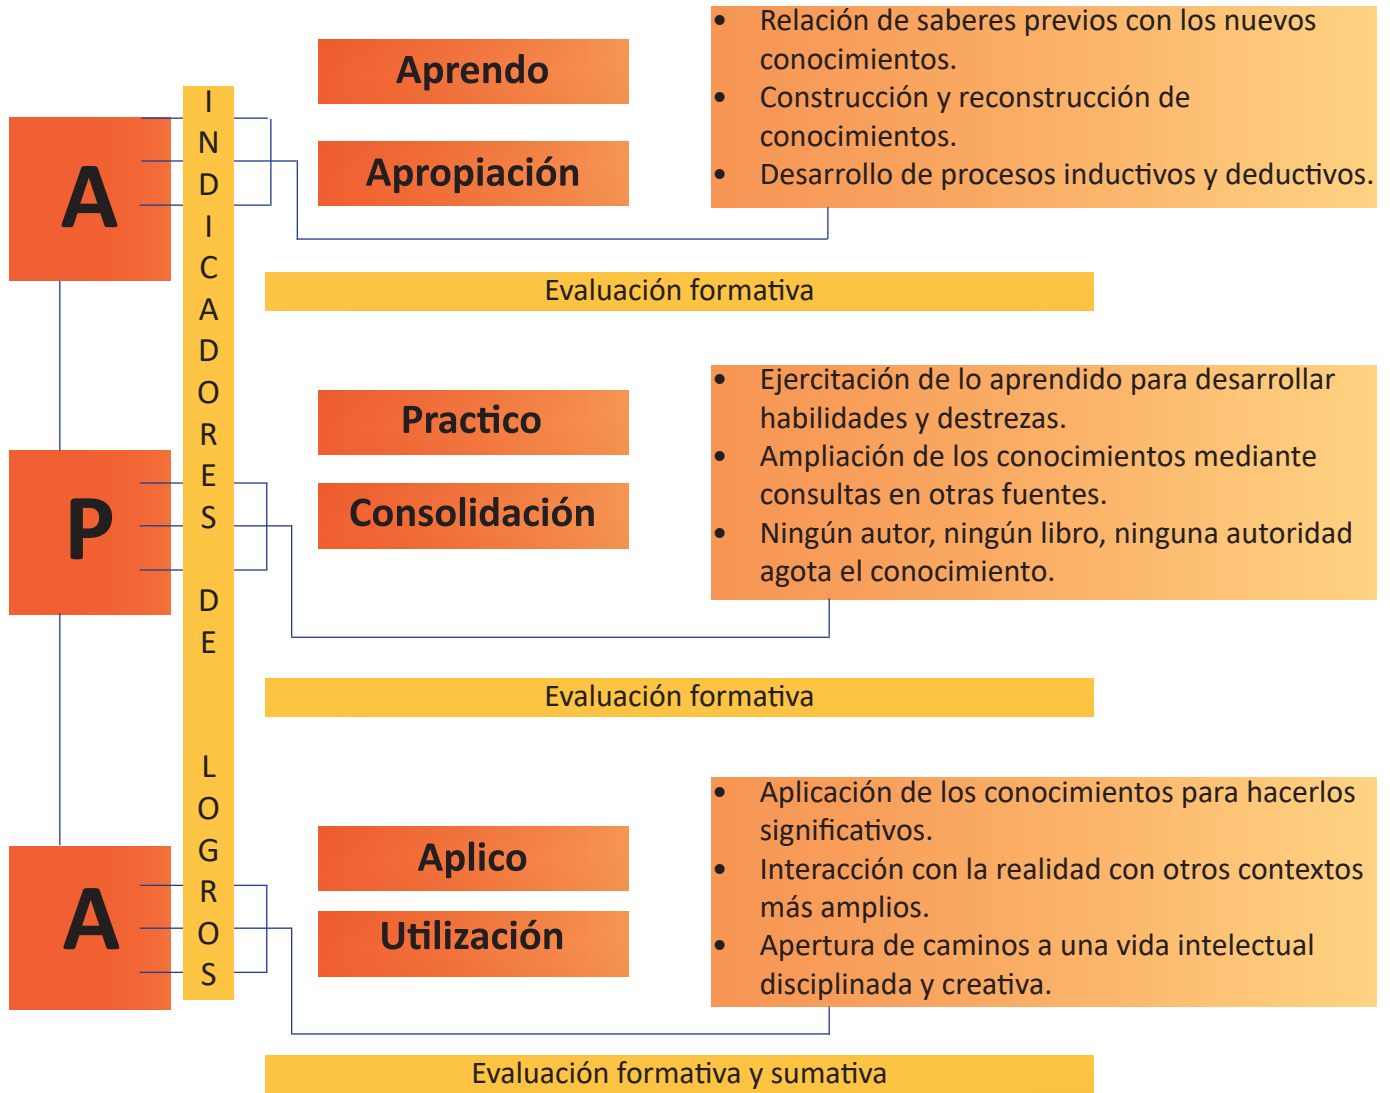 A
INDICADORES DE LOGROS
Aprendo
Apropiación
• Relación de saberes previos con los nuevos
conocimientos.
• Construcción y reconstrucción de
conocimientos.
• Desarrollo de procesos inductivos y deductivos.
Evaluación formativa
P
Practico
Consolidación
• Ejercitación de lo aprendido para desarrollar
habilidades y destrezas.
• Ampliación de los conocimientos mediante
consultas en otras fuentes.
• Ningún autor, ningún libro, ninguna autoridad
agota el conocimiento.
Evaluación formativa
A
Aplico
Utilización
• Aplicación de los conocimientos para hacerlos
significativos.
• Interacción con la realidad con otros contextos
más amplios.
• Apertura de caminos a una vida intelectual
disciplinada y creativa.
Evaluación formativa y sumativa